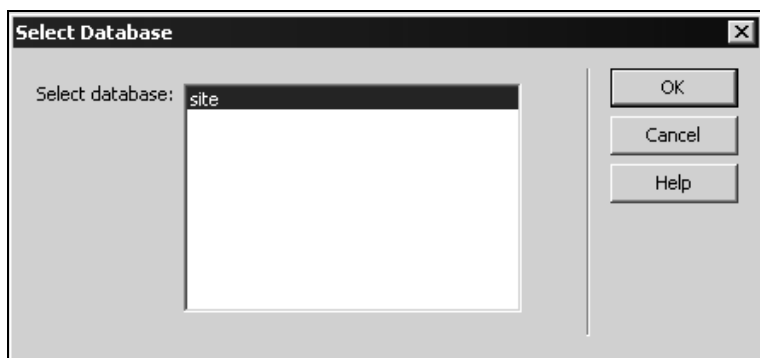 Select Database
Select database:
site
OK
Cancel
Help